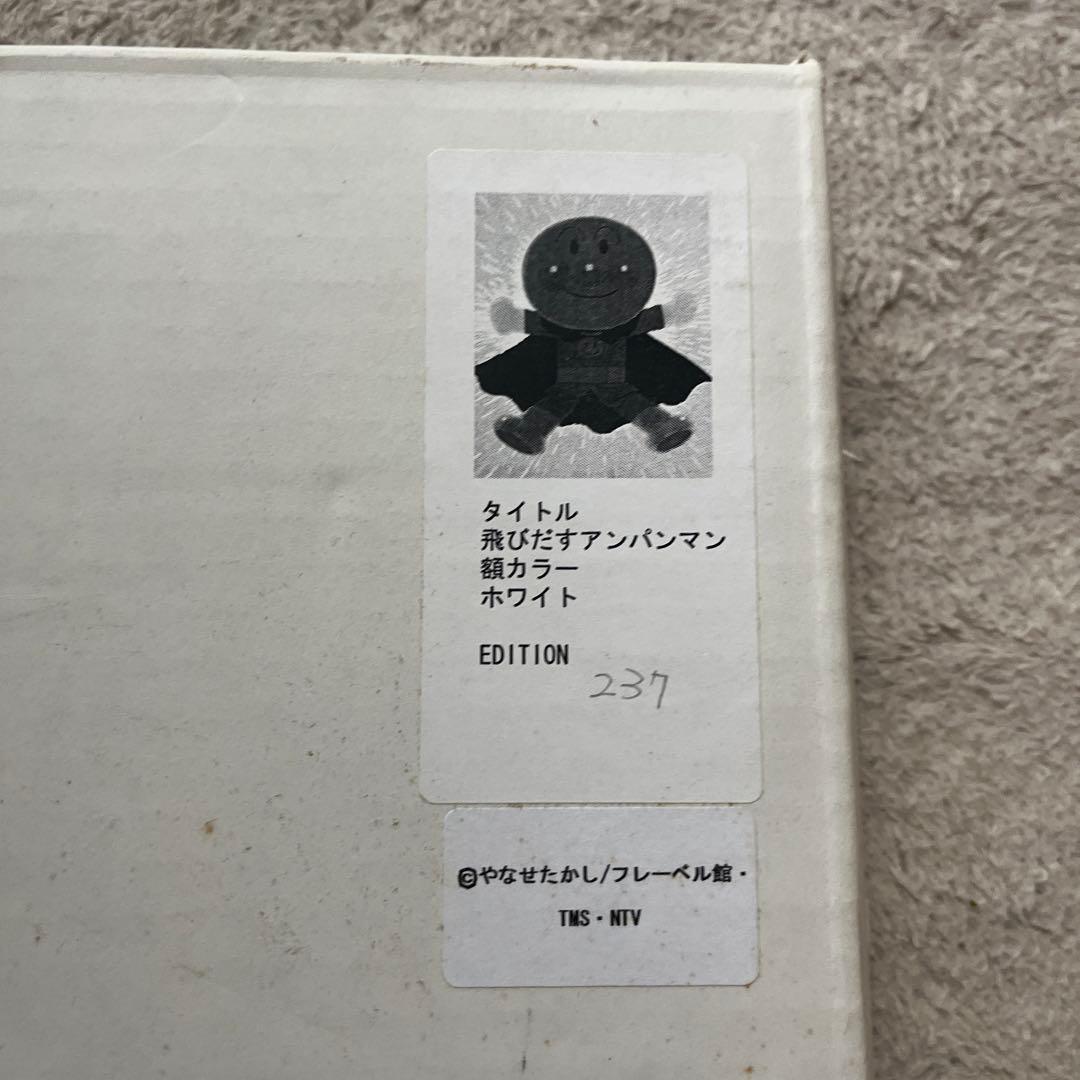 タイトル
飛びだすアンパンマン
額カラー
ホワイト
EDITION
237
©やなせたかし/フレーベル館・
TMS・NTV